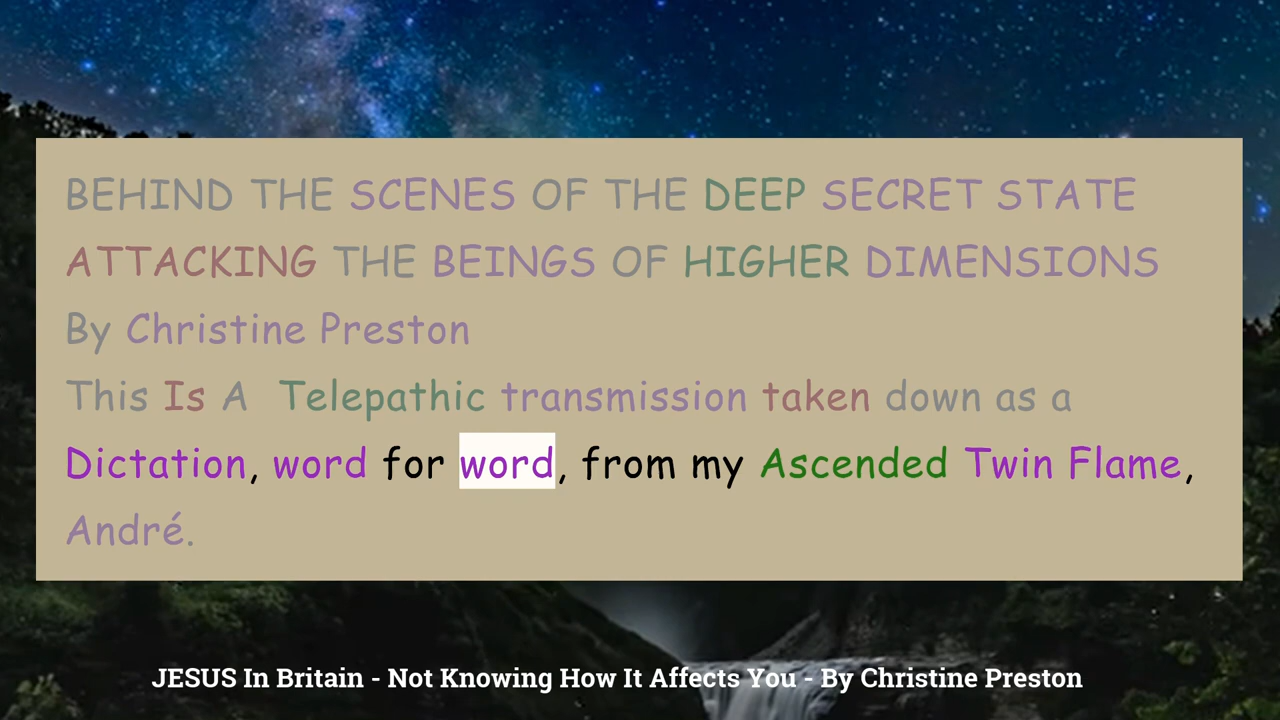 BEHIND THE SCENES OF THE DEEP SECRET STATE
ATTACKING THE BEINGS OF HIGHER DIMENSIONS
By Christine Preston
This Is A Telepathic transmission taken down as a
Dictation, word for word, from my Ascended Twin Flame,
André.
JESUS In Britain - Not Knowing How It Affects You - By Christine Preston